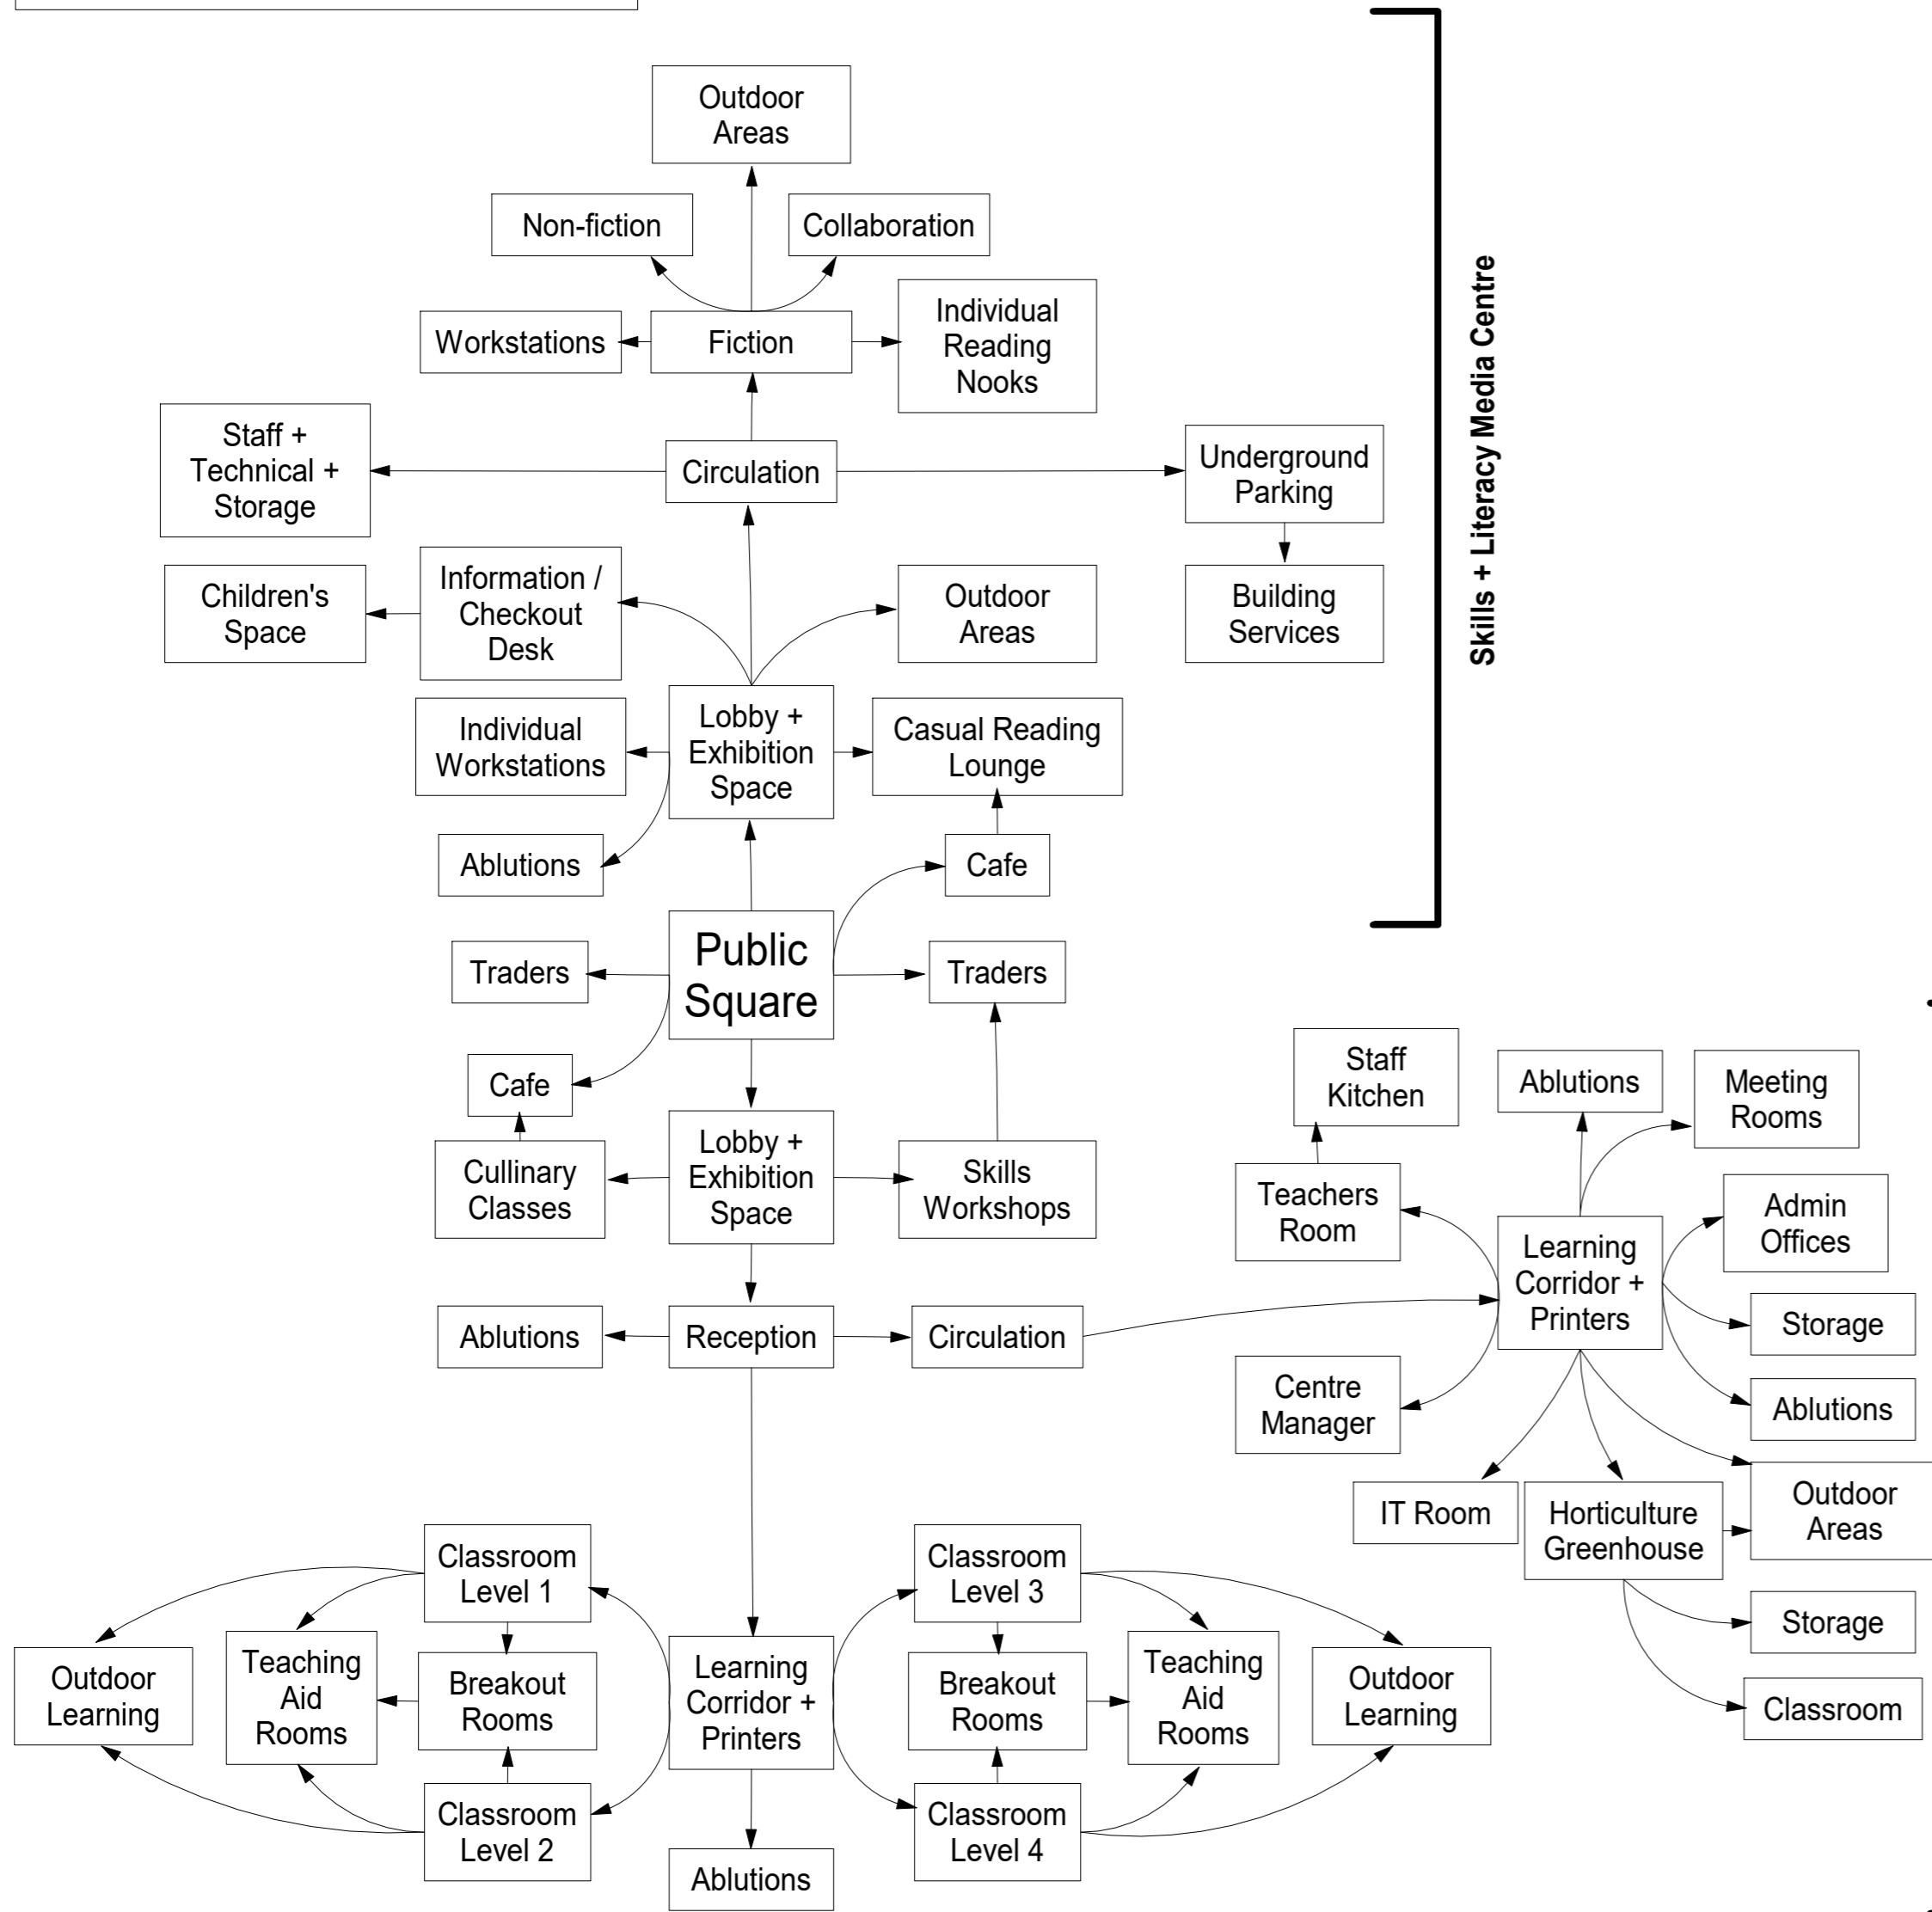 Outdoor
Areas
Non-fiction
Collaboration
Workstations
Fiction
Individual
Reading
Nooks
Staff +
Technical +
Storage
Circulation
Underground
Parking
Children's
Space
Information /
Checkout
Desk
Outdoor
Areas
Building
Services
Skills + Literacy Media Centre
Individual
Workstations
Lobby +
Exhibition
Space
Casual Reading
Lounge
Ablutions
Cafe
Traders
Public
Square
Traders
Cafe
Staff
Kitchen
Ablutions
Meeting
Rooms
Cullinary
Classes
Lobby +
Exhibition
Space
Skills
Workshops
Teachers
Room
Learning
Corridor +
Printers
Admin
Offices
Storage
Ablutions
Reception
Circulation
Centre
Manager
Ablutions
IT Room
Horticulture
Greenhouse
Outdoor
Areas
Storage
Classroom
Classroom
Level 1
Classroom
Level 3
Outdoor
Learning
Teaching
Aid
Rooms
Breakout
Rooms
Learning
Corridor +
Printers
Breakout
Rooms
Teaching
Aid
Rooms
Outdoor
Learning
Classroom
Level 2
Classroom
Level 4
Ablutions